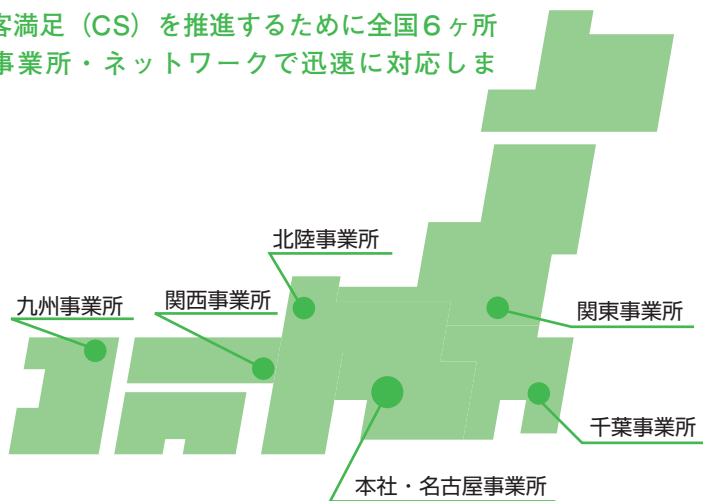 客満足（CS）を推進するために全国６ヶ所
事業所・ネットワークで迅速に対応しま
北陸事業所
九州事業所
関西事業所
関東事業所
千葉事業所
本社・名古屋事業所